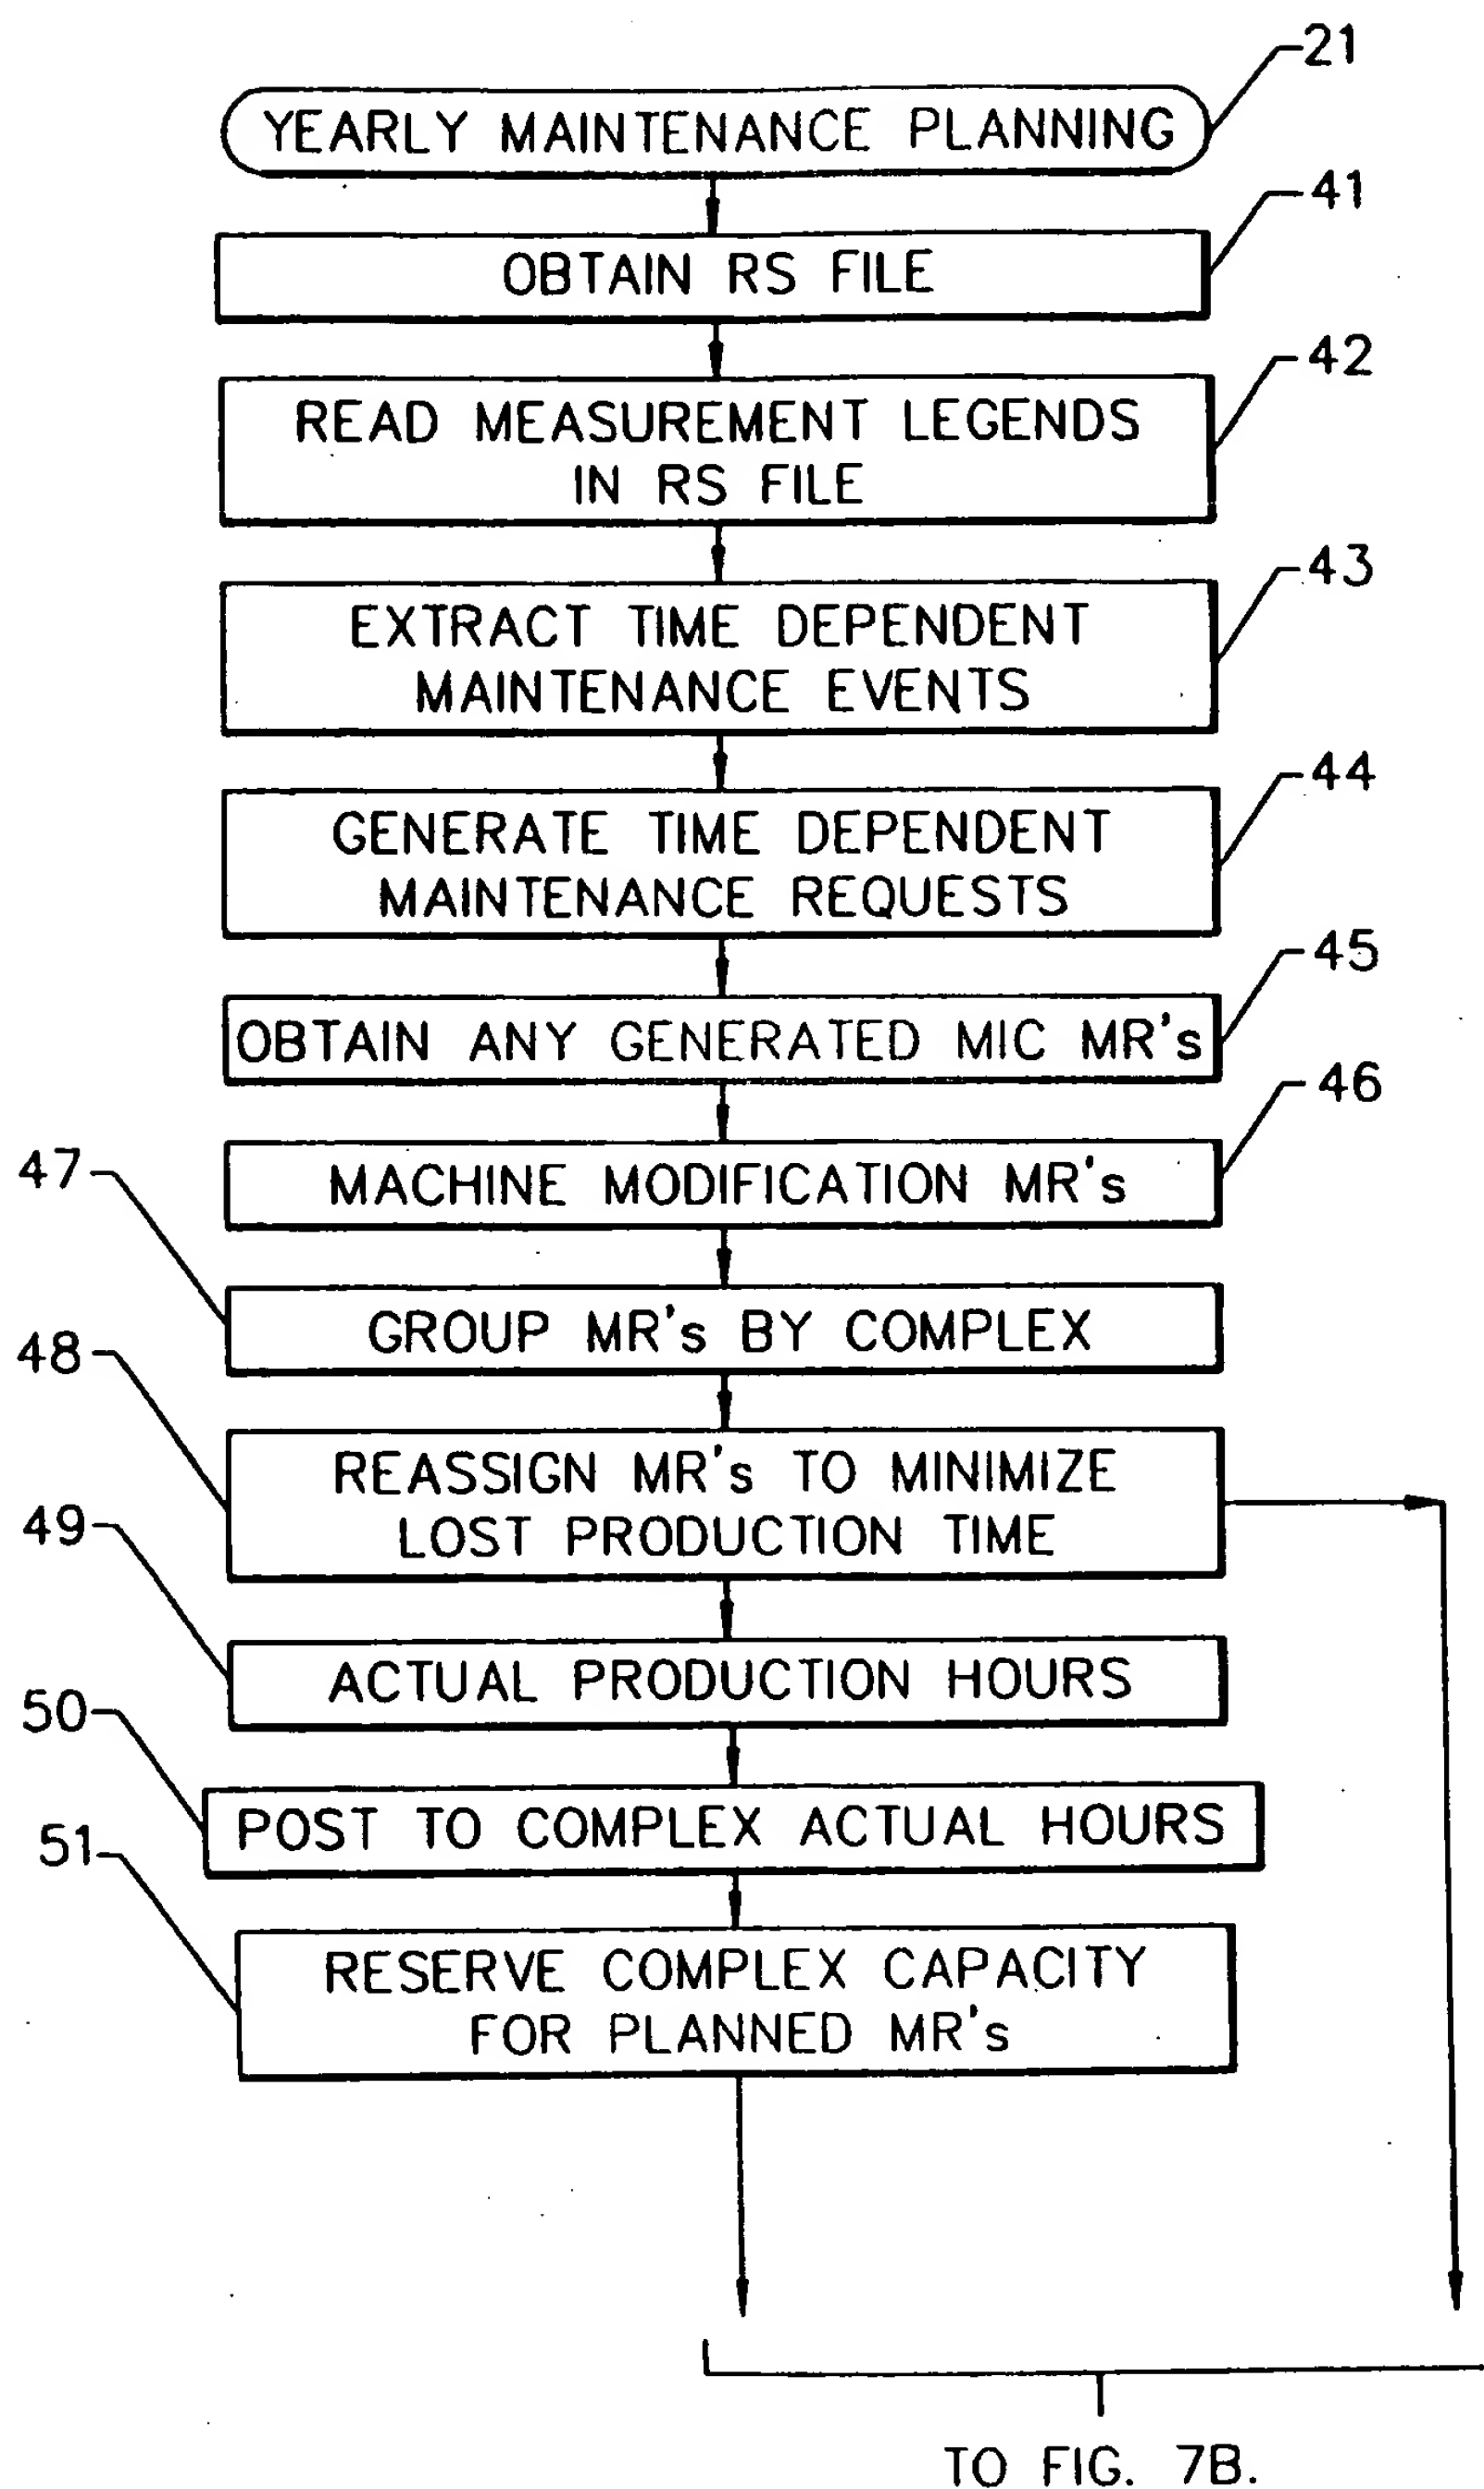 21
YEARLY MAINTENANCE PLANNING
41
OBTAIN RS FILE
42
READ MEASUREMENT LEGENDS
IN RS FILE
43
EXTRACT TIME DEPENDENT
MAINTENANCE EVENTS
44
GENERATE TIME DEPENDENT
MAINTENANCE REQUESTS
45
OBTAIN ANY GENERATED MIC MR's
46
MACHINE MODIFICATION MR's
47
GROUP MR's BY COMPLEX
48
REASSIGN MR's TO MINIMIZE
LOST PRODUCTION TIME
49
ACTUAL PRODUCTION HOURS
50
POST TO COMPLEX ACTUAL HOURS
51
RESERVE COMPLEX CAPACITY
FOR PLANNED MR's
TO FIG. 7B.